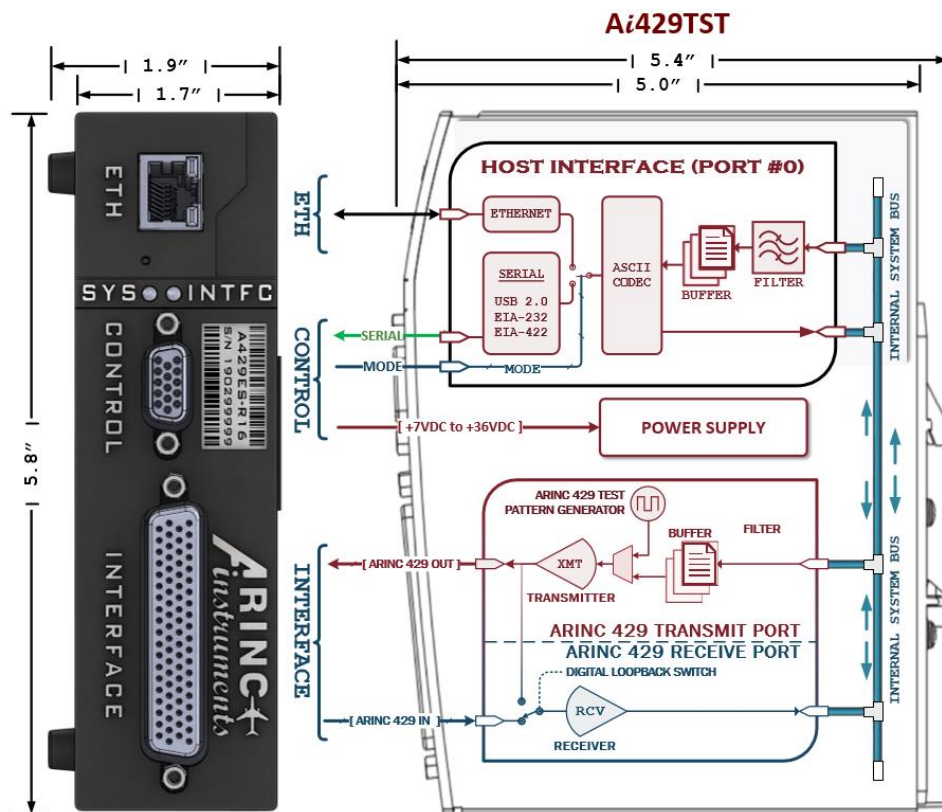 Ai429TST
1.9"
1.7"
5.4"
5.0"
5.8"
ETH
SYS INTFC
CONTROL
A429ES-R16
S/N 190299999
INTERFACE
ARINC
instruments
ETH
CONTROL
INTERFACE
HOST INTERFACE (PORT #0)
ETHERNET
SERIAL
USB 2.0
EIA-232
EIA-422
ASCII
CODEC
BUFFER
FILTER
SERIAL
MODE
MODE
[ +7VDC to +36VDC ]
POWER SUPPLY
INTERNAL SYSTEM BUS
ARINC 429 TEST
PATTERN GENERATOR
BUFFER
FILTER
[ ARINC 429 OUT ]
XMT
TRANSMITTER
ARINC 429 TRANSMIT PORT
ARINC 429 RECEIVE PORT
DIGITAL LOOPBACK SWITCH
[ ARINC 429 IN ]
RCV
RECEIVER
INTERNAL SYSTEM BUS